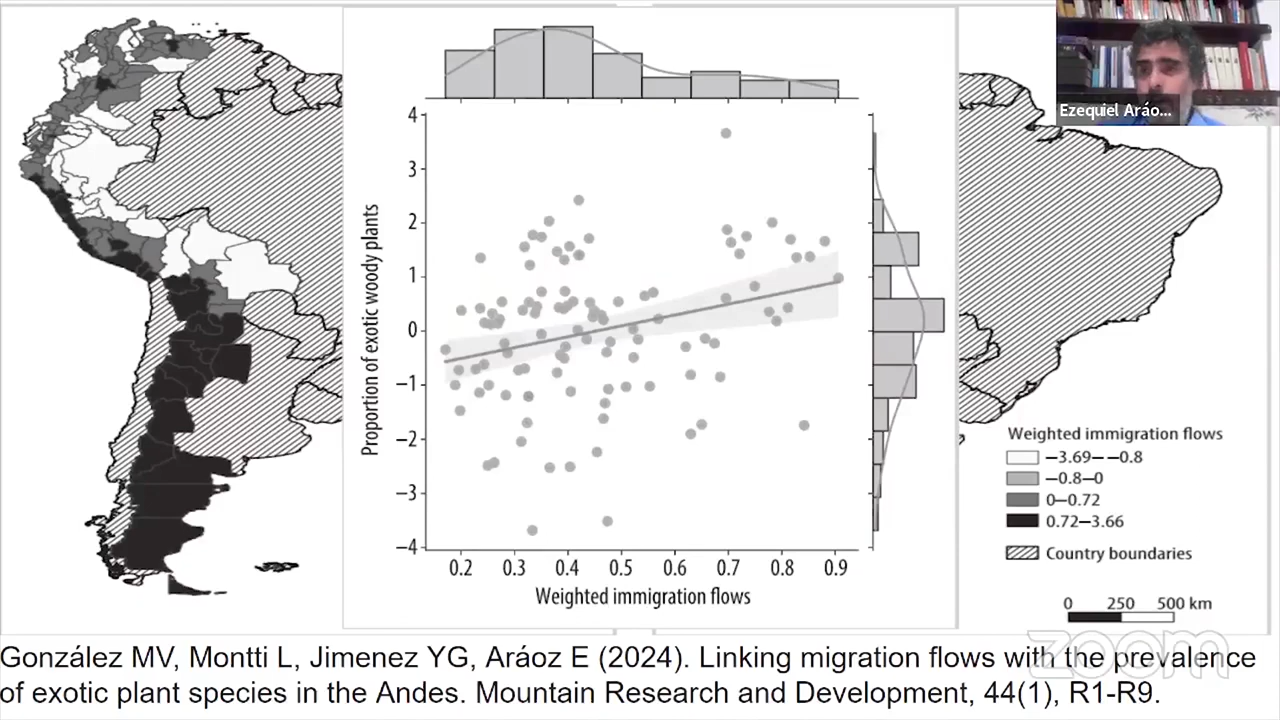 Ezequiel Aráo...
4
3
2
1
0
−1
−2
−3
−4
Proportion of exotic woody plants
0.2 0.3 0.4 0.5 0.6 0.7 0.8 0.9
Weighted immigration flows
Weighted immigration flows
−3.69−−0.8
−0.8−0
0−0.72
0.72−3.66
Country boundaries
0 250 500 km
zoom
González MV, Montti L, Jimenez YG, Aráoz E (2024). Linking migration flows with the prevalence
of exotic plant species in the Andes. Mountain Research and Development, 44(1), R1-R9.